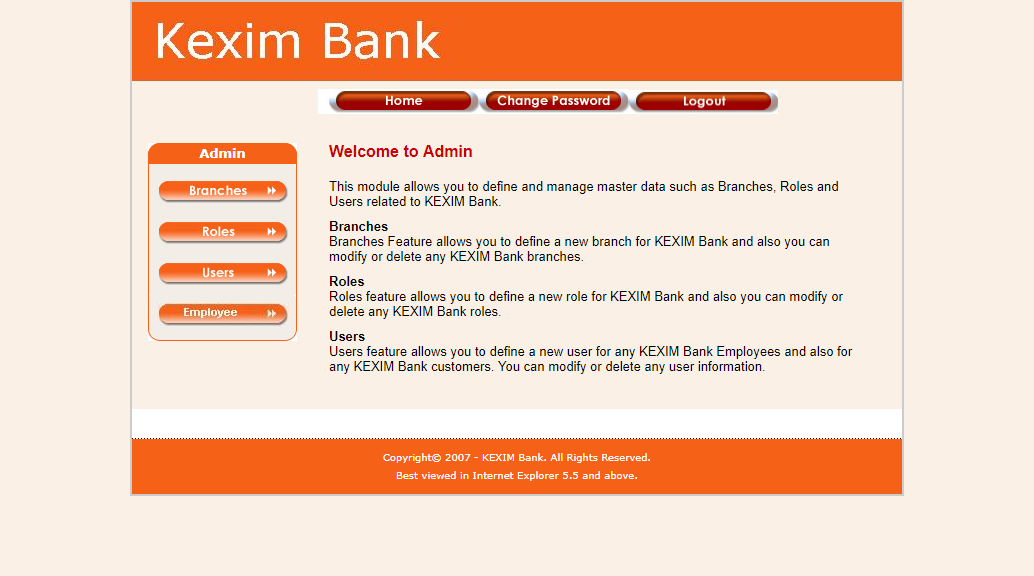 Kexim Bank
Home
Change Password
Logout
Admin
Branches
Roles
Users
Employee
Welcome to Admin
This module allows you to define and manage master data such as Branches, Roles and
Users related to KEXIM Bank.
Branches
Branches Feature allows you to define a new branch for KEXIM Bank and also you can
modify or delete any KEXIM Bank branches.
Roles
Roles feature allows you to define a new role for KEXIM Bank and also you can modify or
delete any KEXIM Bank roles.
Users
Users feature allows you to define a new user for any KEXIM Bank Employees and also for
any KEXIM Bank customers. You can modify or delete any user information.
Copyright© 2007 - KEXIM Bank. All Rights Reserved.
Best viewed in Internet Explorer 5.5 and above.